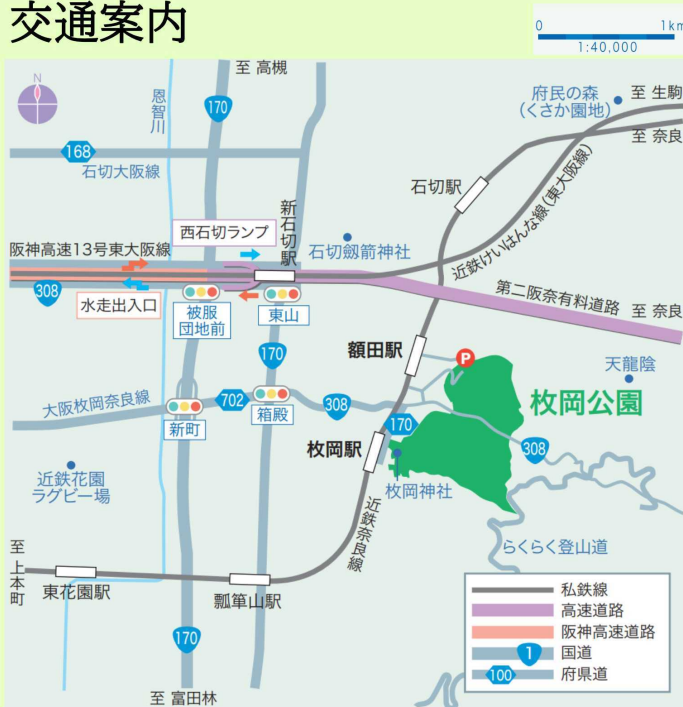 交通案内
0 1km
1:40,000
N
至 高槻
恩智川
170
府民の森
(くさか園地)
至 生駒
至 奈良
168
石切大阪線
石切駅
近鉄けいはんな線(東大阪線)
新石切駅
西石切ランプ
石切劔箭神社
阪神高速13号東大阪線
308
水走出入口
被服
団地前
東山
第二阪奈有料道路
至 奈良
170
額田駅
P
天龍陰
枚岡公園
大阪枚岡奈良線
702
箱殿
308
新町
170
枚岡駅
308
枚岡神社
近鉄花園
ラグビー場
近鉄奈良線
らくらく登山道
至 上本町
東花園駅
瓢箪山駅
170
至 富田林
私鉄線
高速道路
阪神高速道路
1
国道
100
府県道